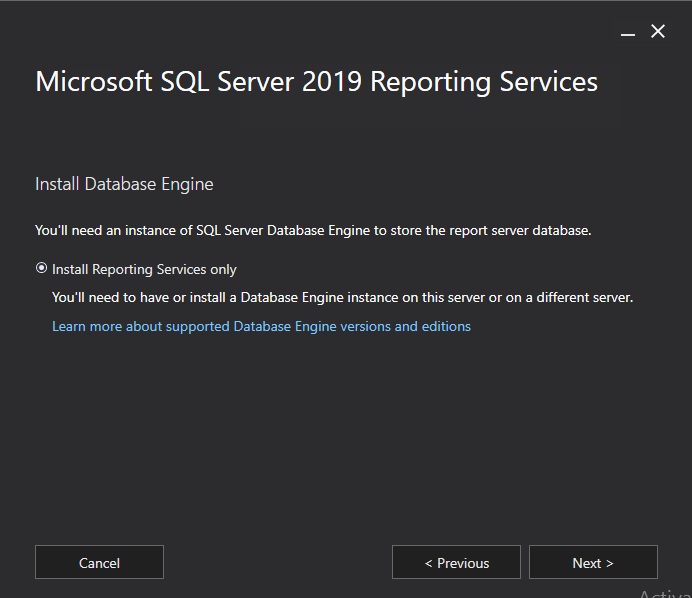 Microsoft SQL Server 2019 Reporting Services
Install Database Engine
You'll need an instance of SQL Server Database Engine to store the report server database.
Install Reporting Services only
You'll need to have or install a Database Engine instance on this server or on a different server.
Learn more about supported Database Engine versions and editions
Cancel
< Previous
Next >